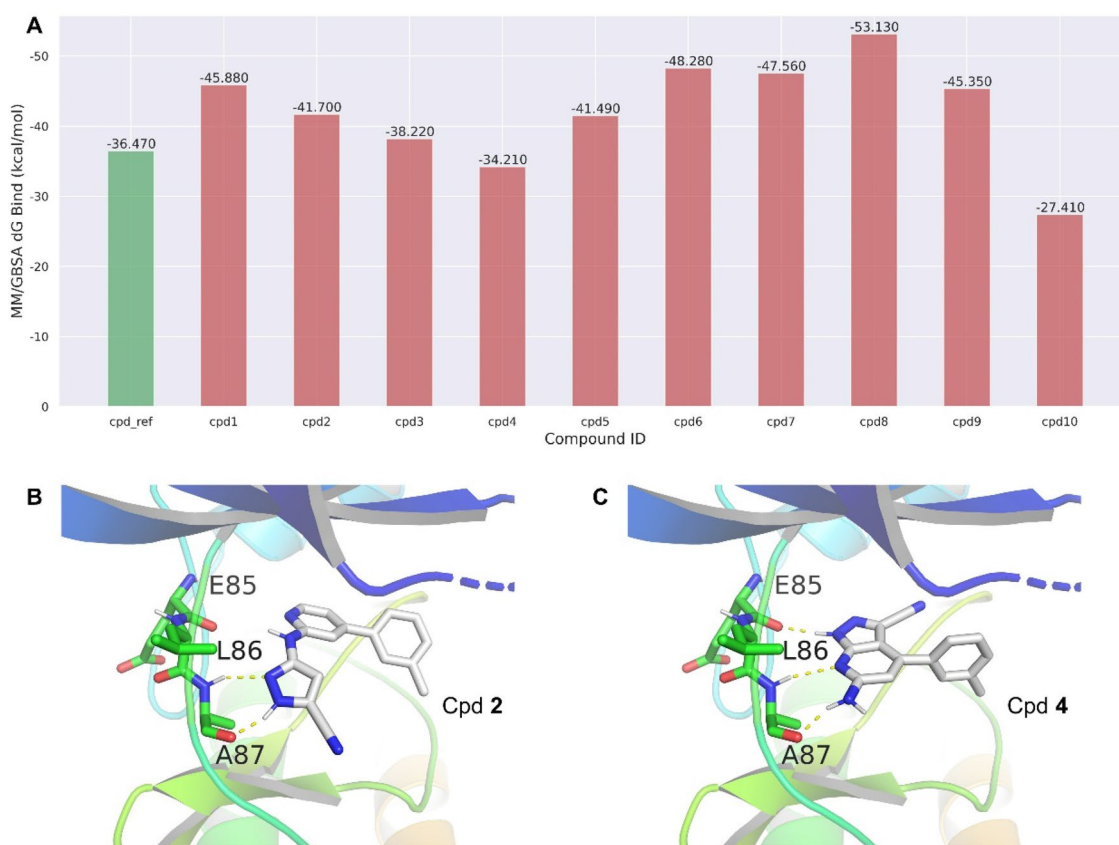 A
MM/GBSA dG Bind (kcal/mol)
-50
-40
-30
-20
-10
0
-36.470
-45.880
-41.700
-38.220
-34.210
-41.490
-48.280
-47.560
-53.130
-45.350
-27.410
cpd_ref cpd1 cpd2 cpd3 cpd4 cpd5 cpd6 cpd7 cpd8 cpd9 cpd10
Compound ID
B
E85
L86
A87
Cpd 2
C
E85
L86
A87
Cpd 4